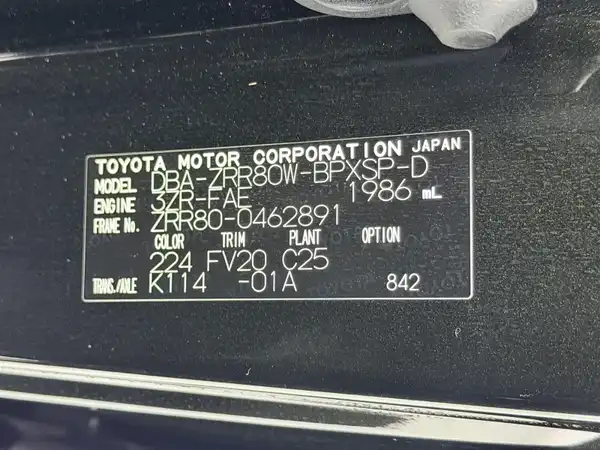 TOYOTA MOTOR CORPORATION JAPAN
MODEL DBA-ZRR80W-BPXSP-D
ENGINE 3ZR-FAE 1986 mL
FRAME No. ZRR80-0462891
COLOR TRIM PLANT OPTION
224 FV20 C25
TRANS./AXLE K114 -01A 842